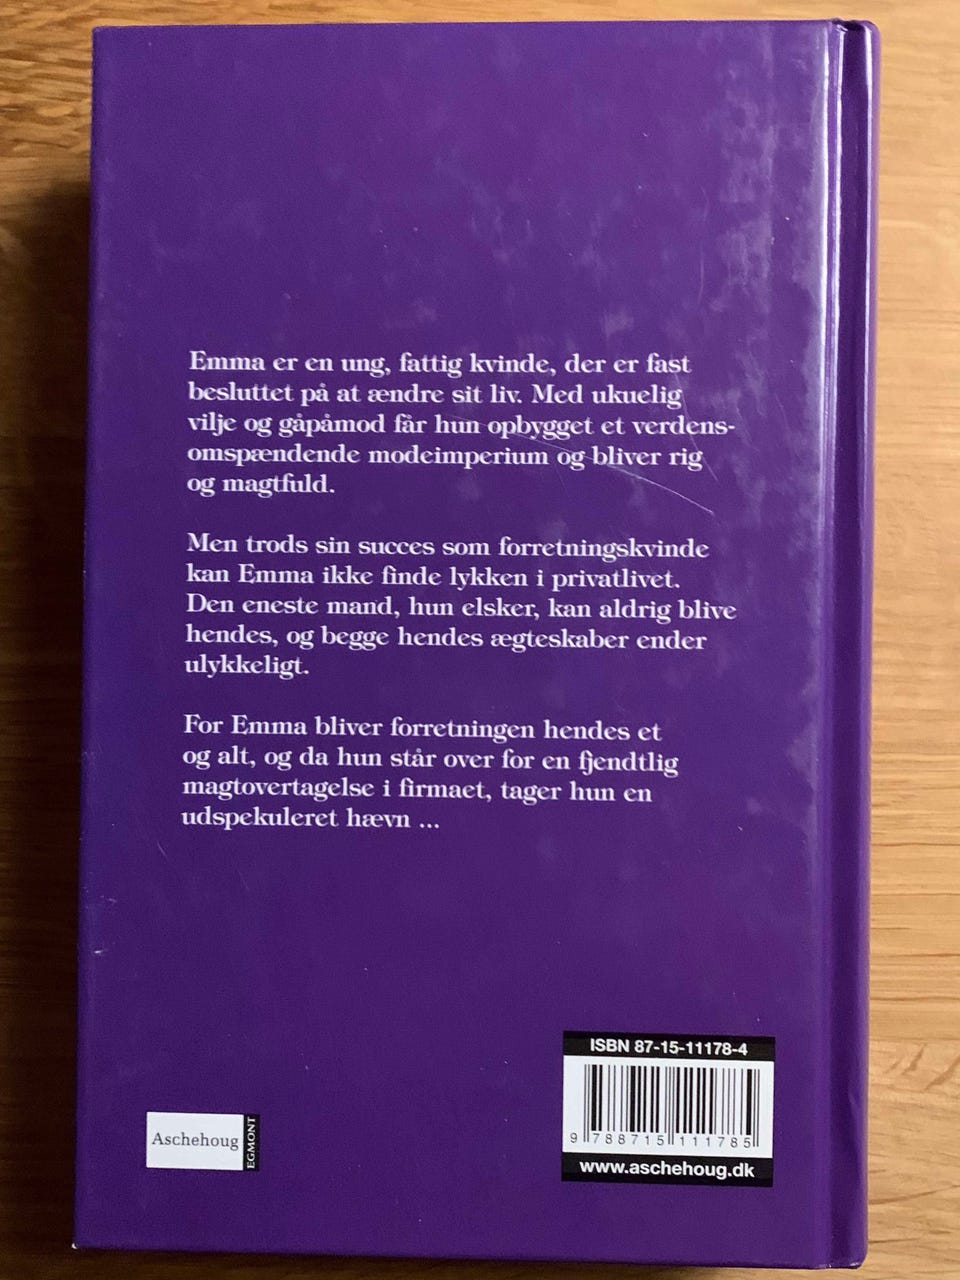 Emma er en ung, fattig kvinde, der er fast
besluttet på at ændre sit liv. Med ukuelig
vilje og gåpåmod får hun opbygget et verdens-
omspændende modeimperium og bliver rig
og magtfuld.
Men trods sin succes som forretningskvinde
kan Emma ikke finde lykken i privatlivet.
Den eneste mand, hun elsker, kan aldrig blive
hendes, og begge hendes ægteskaber ender
ulykkeligt.
For Emma bliver forretningen hendes et
og alt, og da hun står over for en fjendtlig
magtovertagelse i firmaet, tager hun en
udspekuleret hævn ...
ISBN 87-15-11178-4
9 788715 111785
www.aschehoug.dk
Aschehoug
EGMONT